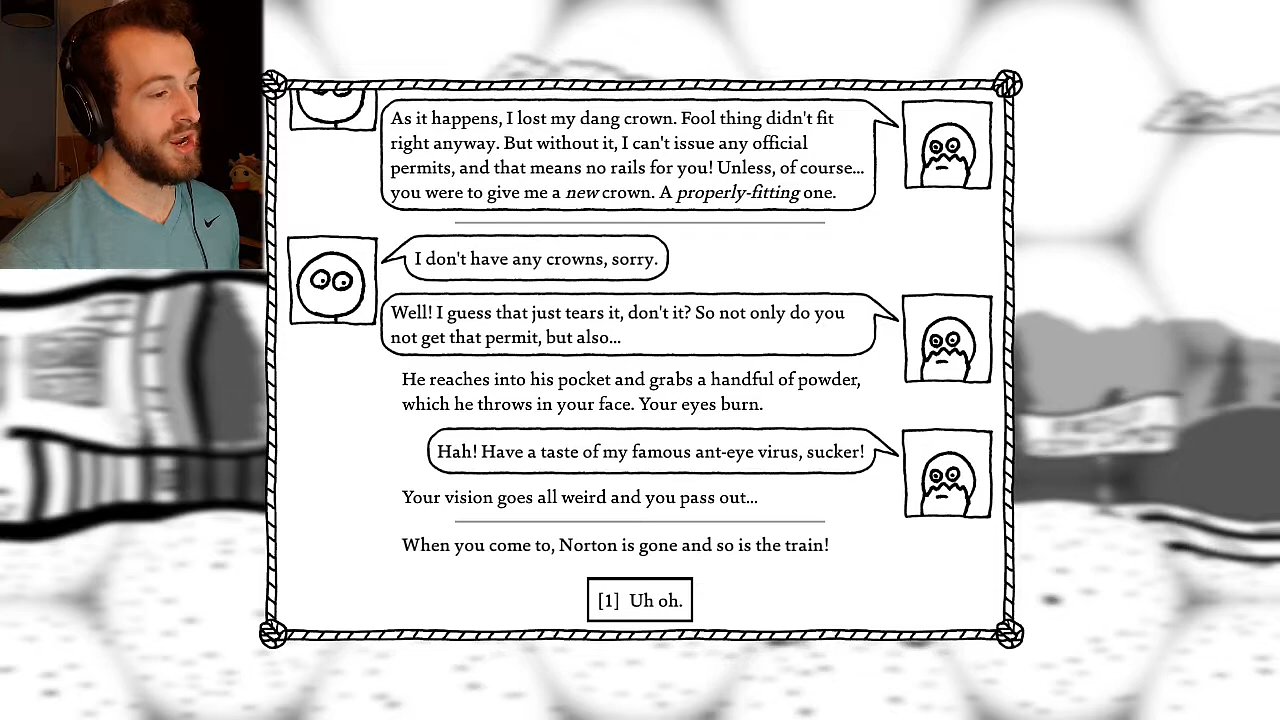 As it happens, I lost my dang crown. Fool thing didn't fit
right anyway. But without it, I can't issue any official
permits, and that means no rails for you! Unless, of course...
you were to give me a new crown. A properly-fitting one.
I don't have any crowns, sorry.
Well! I guess that just tears it, don't it? So not only do you
not get that permit, but also...
He reaches into his pocket and grabs a handful of powder,
which he throws in your face. Your eyes burn.
Hah! Have a taste of my famous ant-eye virus, sucker!
Your vision goes all weird and you pass out...
When you come to, Norton is gone and so is the train!
[1] Uh oh.